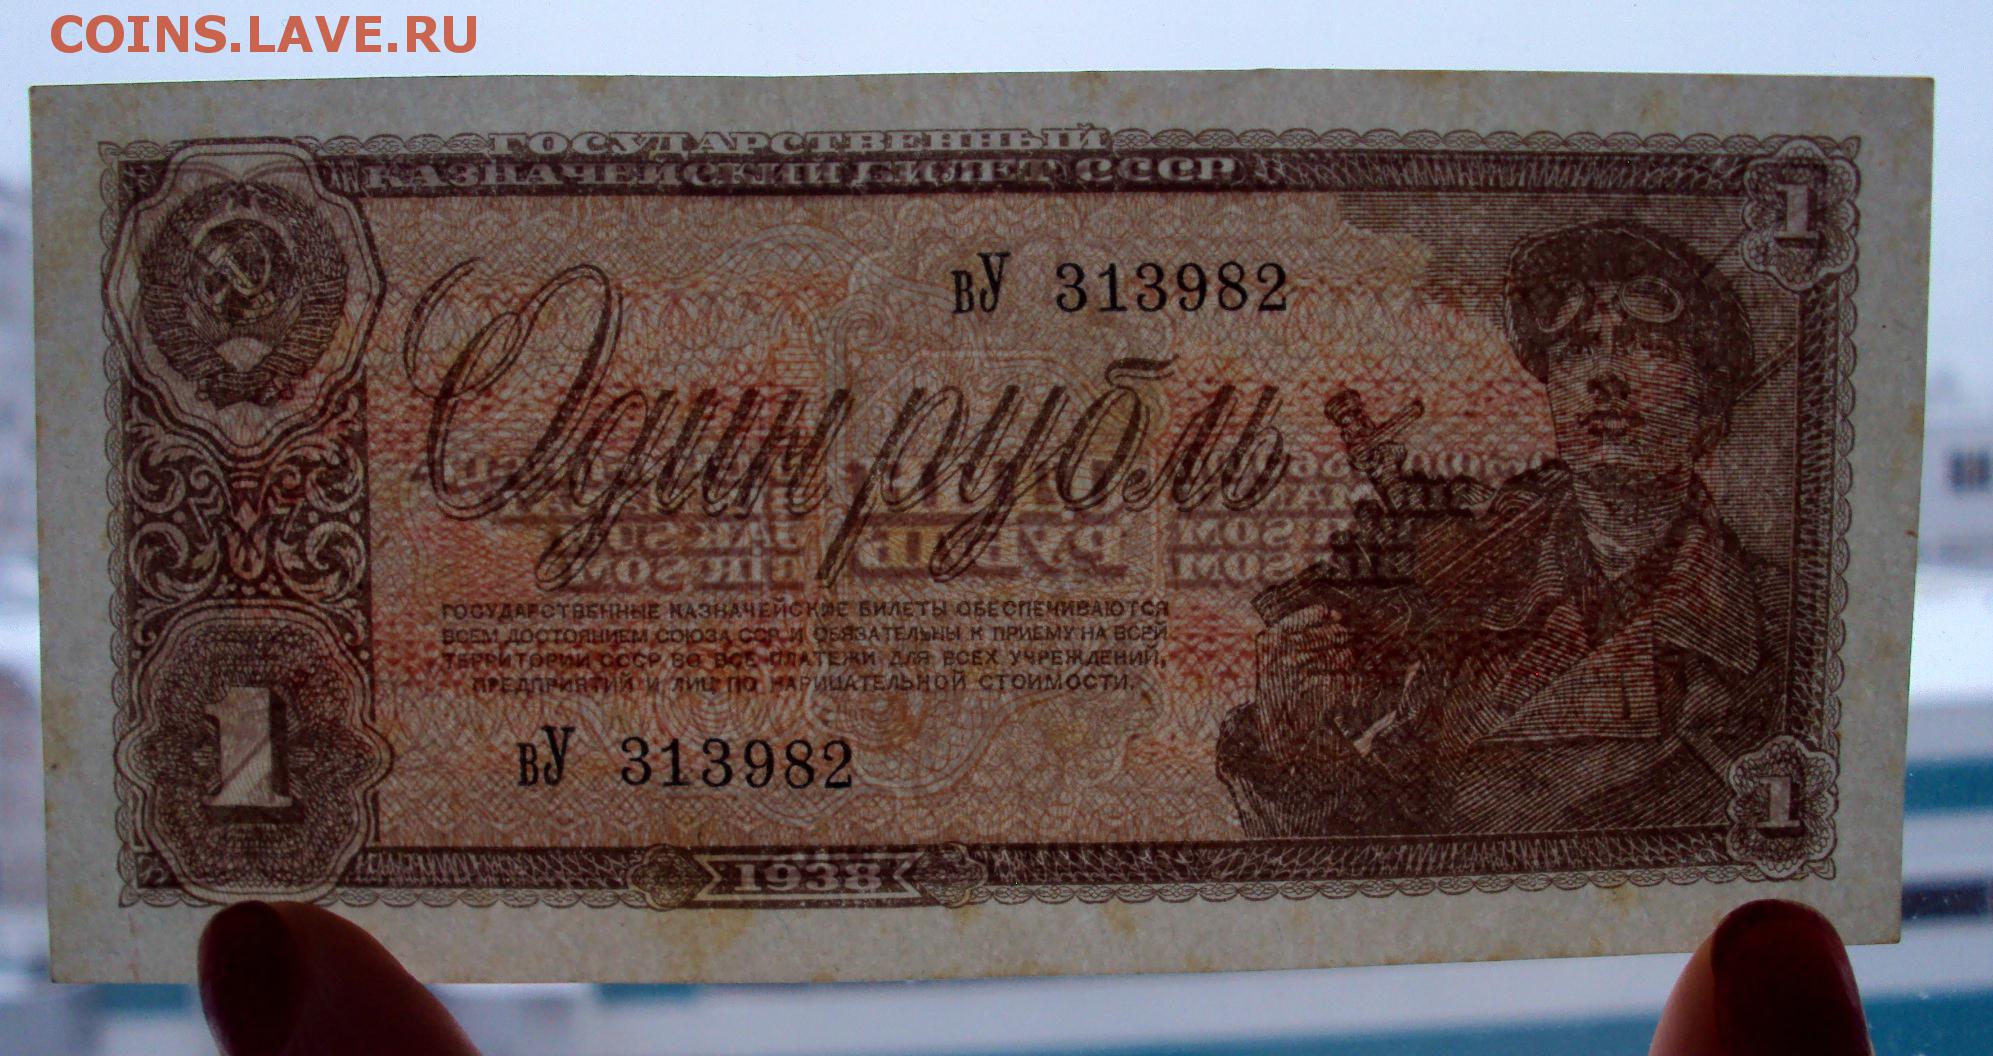 COINS.LAVE.RU
ГОСУДАРСТВЕННЫЙ
КАЗНАЧЕЙСКИЙ БИЛЕТ СССР
1
вУ 313982
Один рубль
ГОСУДАРСТВЕННЫЕ КАЗНАЧЕЙСКИЕ БИЛЕТЫ ОБЕСПЕЧИВАЮТСЯ
ВСЕМ ДОСТОЯНИЕМ СОЮЗА ССР И ОБЯЗАТЕЛЬНЫ К ПРИЕМУ НА ВСЕЙ
ТЕРРИТОРИИ СССР ВО ВСЕ ПЛАТЕЖИ ДЛЯ ВСЕХ УЧРЕЖДЕНИЙ,
ПРЕДПРИЯТИЙ И ЛИЦ ПО НАРИЦАТЕЛЬНОЙ СТОИМОСТИ.
1
вУ 313982
1
1938